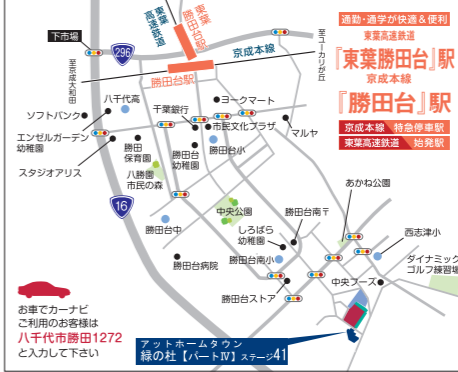 通勤・通学が快適＆便利
東葉高速鉄道
『東葉勝田台』駅
京成本線
『勝田台』駅
京成本線 特急停車駅
東葉高速鉄道 始発駅
東葉
高速鉄道
東葉
勝田台駅
下市場
296
至ユーカリが丘
京成本線
至京成大和田
勝田台駅
八千代高
ヨークマート
ソフトバンク
千葉銀行
市民文化プラザ
マルヤ
エンゼルガーデン
幼稚園
勝田
保育園
勝田台
幼稚園
勝田台小
スタジオアリス
八勝園
市民の森
あかね公園
16
中央公園
勝田台南〒
勝田台中
しろばら
幼稚園
西志津小
勝田台病院
勝田台南小
ダイナミック
ゴルフ練習場
中央フーズ
勝田台ストア
お車でカーナビ
ご利用のお客様は
八千代市勝田1272
と入力して下さい
アットホームタウン
緑の杜【パートⅣ】ステージ41